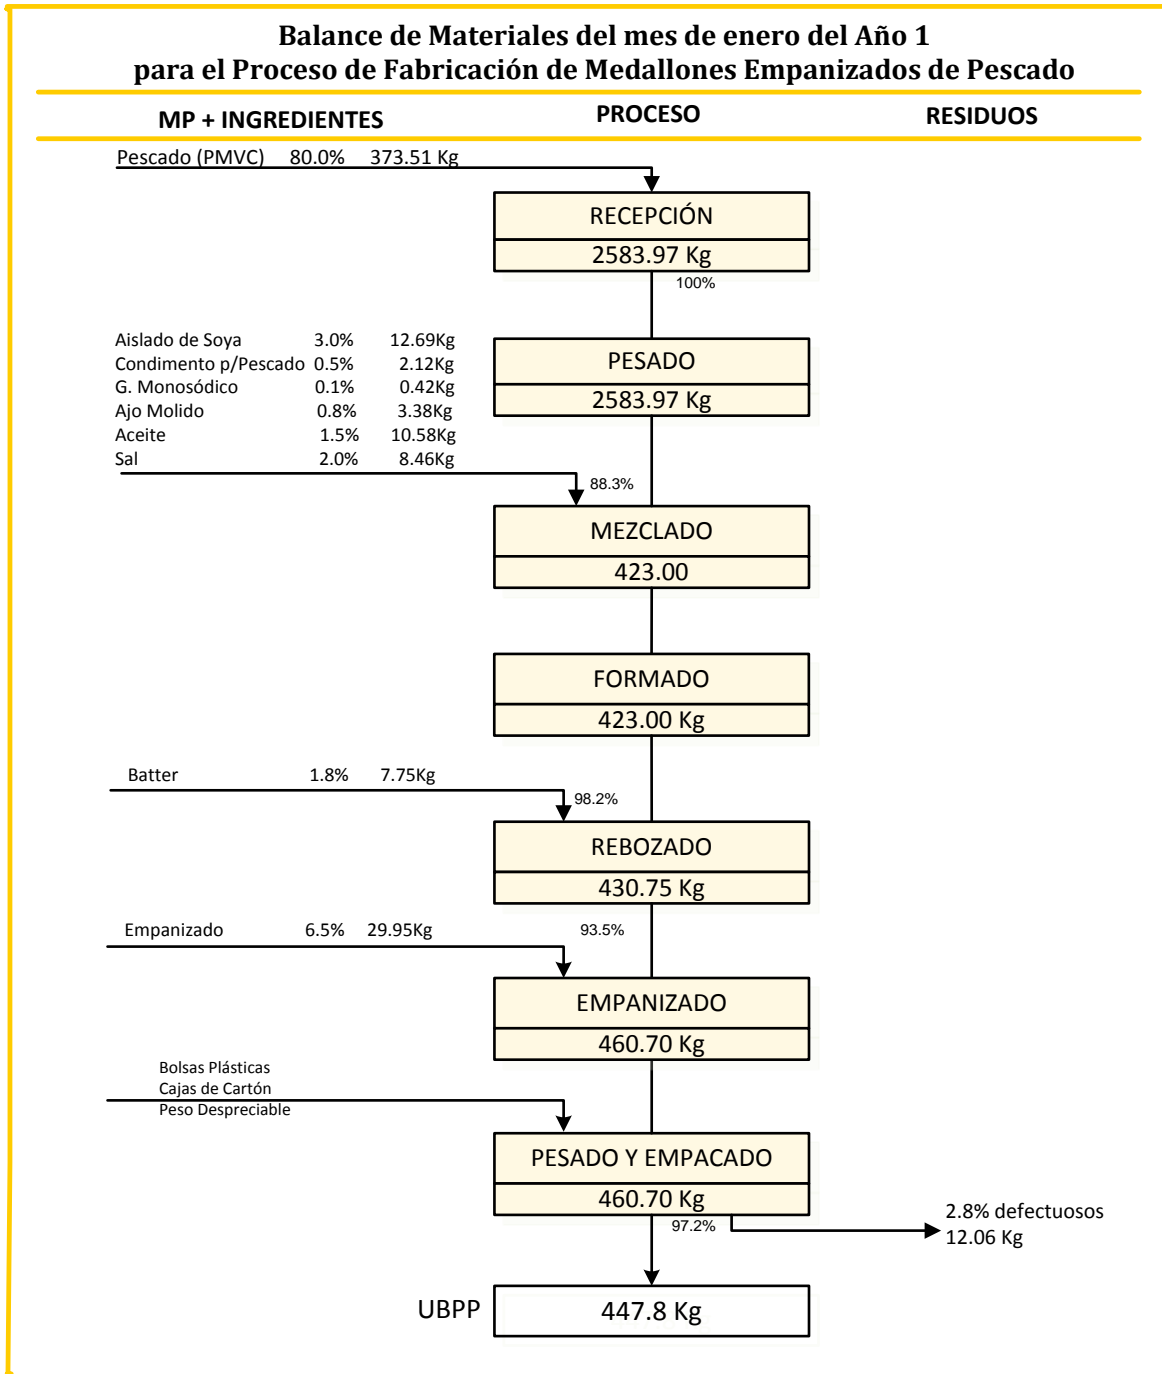 Balance de Materiales del mes de enero del Año 1
para el Proceso de Fabricación de Medallones Empanizados de Pescado
MP + INGREDIENTES PROCESO RESIDUOS
Pescado (PMVC) 80.0% 373.51 Kg
RECEPCIÓN
2583.97 Kg
100%
Aislado de Soya 3.0% 12.69Kg
Condimento p/Pescado 0.5% 2.12Kg
G. Monosódico 0.1% 0.42Kg
Ajo Molido 0.8% 3.38Kg
Aceite 1.5% 10.58Kg
Sal 2.0% 8.46Kg
PESADO
2583.97 Kg
88.3%
MEZCLADO
423.00
FORMADO
423.00 Kg
Batter 1.8% 7.75Kg
98.2%
REBOZADO
430.75 Kg
Empanizado 6.5% 29.95Kg
93.5%
EMPANIZADO
460.70 Kg
Bolsas Plásticas
Cajas de Cartón
Peso Despreciable
PESADO Y EMPACADO
460.70 Kg
97.2%
2.8% defectuosos
12.06 Kg
UBPP 447.8 Kg